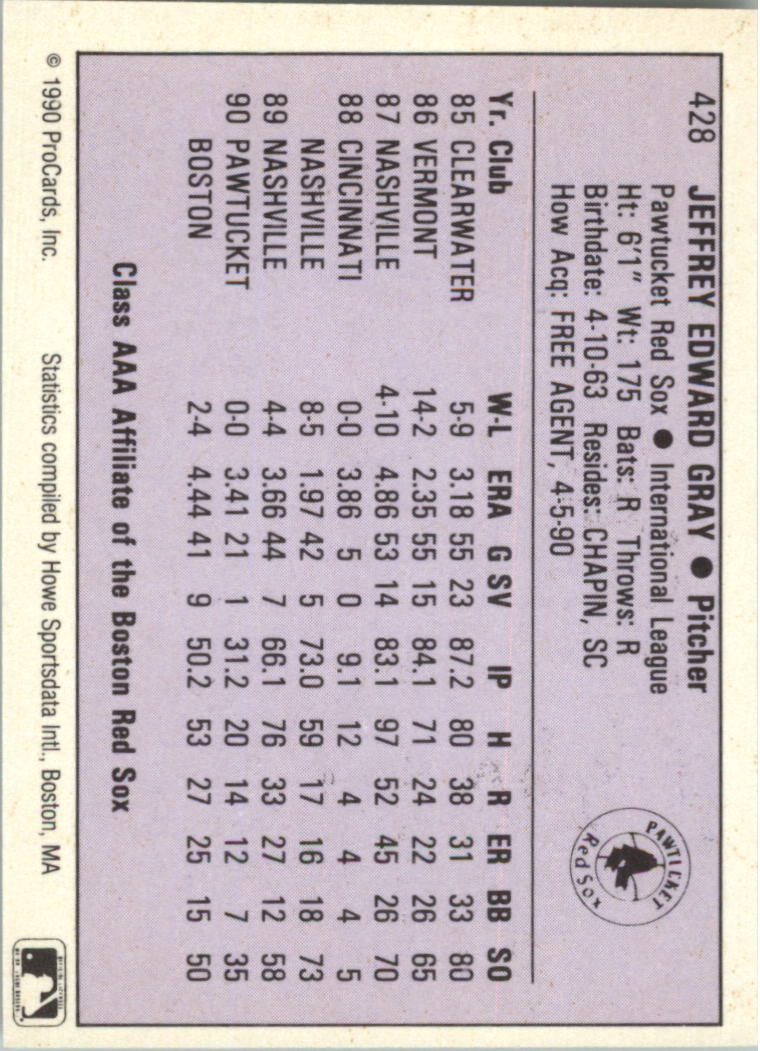 428 JEFFREY EDWARD GRAY ● Pitcher
Pawtucket Red Sox ● International League
Ht: 6'1" Wt: 175 Bats: R Throws: R
Birthdate: 4-10-63 Resides: CHAPIN, SC
How Acq: FREE AGENT, 4-5-90
PAWTUCKET
Red Sox
Yr. Club W-L ERA G SV IP H R ER BB SO
85 CLEARWATER 5-9 3.18 55 23 87.2 80 38 31 33 80
86 VERMONT 14-2 2.35 55 15 84.1 71 24 22 26 65
87 NASHVILLE 4-10 4.86 53 14 83.1 97 52 45 26 70
88 CINCINNATI 0-0 3.86 5 0 9.1 12 4 4 4 5
NASHVILLE 8-5 1.97 42 5 73.0 59 17 16 18 73
89 NASHVILLE 4-4 3.66 44 7 66.1 76 33 27 12 58
90 PAWTUCKET 0-0 3.41 21 1 31.2 20 14 12 7 35
BOSTON 2-4 4.44 41 9 50.2 53 27 25 15 50
Class AAA Affiliate of the Boston Red Sox
© 1990 ProCards, Inc. Statistics compiled by Howe Sportsdata Intl., Boston, MA